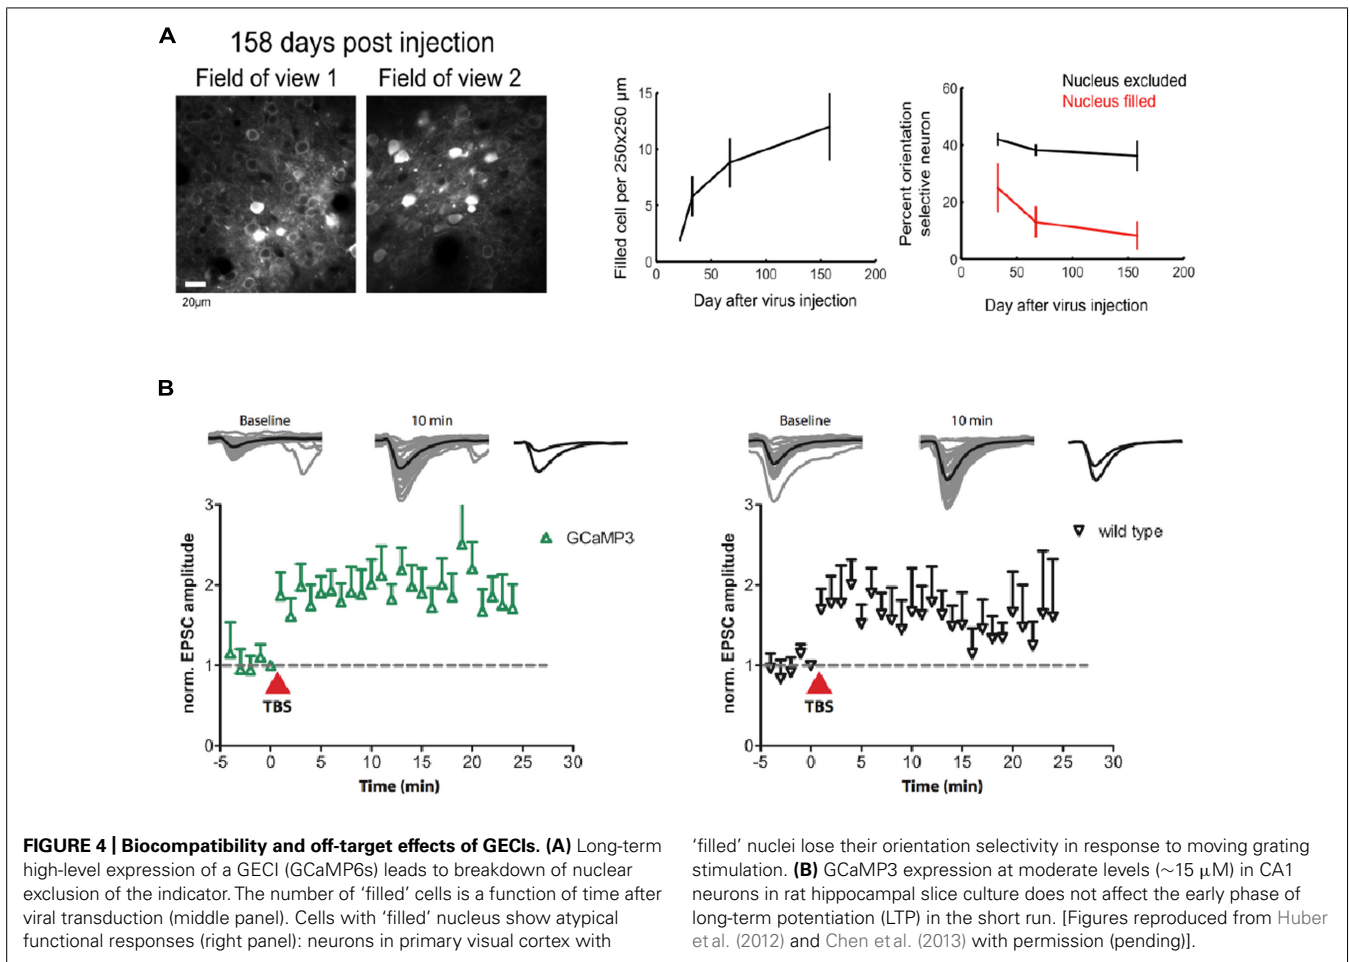 A
158 days post injection
Field of view 1
Field of view 2
20µm
Filled cell per 250x250 µm
15
10
5
0
0 50 100 150 200
Day after virus injection
Nucleus excluded
Nucleus filled
Percent orientation
selective neuron
60
40
20
0
0 50 100 150 200
Day after virus injection
B
Baseline
10 min
norm. EPSC amplitude
3
2
1
0
GCaMP3
TBS
-5 0 5 10 15 20 25 30
Time (min)
Baseline
10 min
norm. EPSC amplitude
3
2
1
0
wild type
TBS
-5 0 5 10 15 20 25 30
Time (min)
FIGURE 4 | Biocompatibility and off-target effects of GECIs. (A) Long-term
high-level expression of a GECI (GCaMP6s) leads to breakdown of nuclear
exclusion of the indicator. The number of ‘filled’ cells is a function of time after
viral transduction (middle panel). Cells with ‘filled’ nucleus show atypical
functional responses (right panel): neurons in primary visual cortex with
‘filled’ nuclei lose their orientation selectivity in response to moving grating
stimulation. (B) GCaMP3 expression at moderate levels (∼15 µM) in CA1
neurons in rat hippocampal slice culture does not affect the early phase of
long-term potentiation (LTP) in the short run. [Figures reproduced from Huber
et al. (2012) and Chen et al. (2013) with permission (pending)].